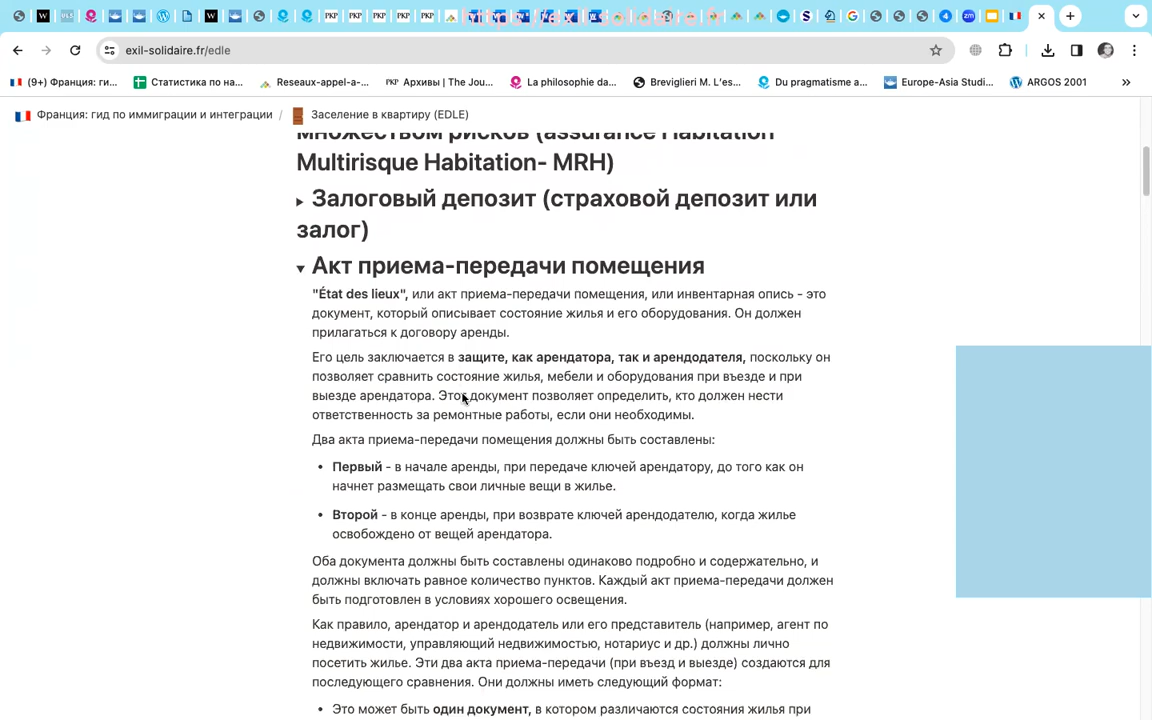 https://exil-solidaire.fr
exil-solidaire.fr/edle
(9+) Франция: ги...
Статистика по на...
Reseaux-appel-a-...
PKP Архивы | The Jou...
La philosophie da...
Breviglieri M. L'es...
Du pragmatisme a...
Europe-Asia Studi...
ARGOS 2001
Франция: гид по иммиграции и интеграции / Заселение в квартиру (EDLE)
множеством рисков (assurance Habitation
Multirisque Habitation- MRH)
Залоговый депозит (страховой депозит или
залог)
Акт приема-передачи помещения
"État des lieux", или акт приема-передачи помещения, или инвентарная опись - это
документ, который описывает состояние жилья и его оборудования. Он должен
прилагаться к договору аренды.
Его цель заключается в защите, как арендатора, так и арендодателя, поскольку он
позволяет сравнить состояние жилья, мебели и оборудования при въезде и при
выезде арендатора. Этот документ позволяет определить, кто должен нести
ответственность за ремонтные работы, если они необходимы.
Два акта приема-передачи помещения должны быть составлены:
• Первый - в начале аренды, при передаче ключей арендатору, до того как он
начнет размещать свои личные вещи в жилье.
• Второй - в конце аренды, при возврате ключей арендодателю, когда жилье
освобождено от вещей арендатора.
Оба документа должны быть составлены одинаково подробно и содержательно, и
должны включать равное количество пунктов. Каждый акт приема-передачи должен
быть подготовлен в условиях хорошего освещения.
Как правило, арендатор и арендодатель или его представитель (например, агент по
недвижимости, управляющий недвижимостью, нотариус и др.) должны лично
посетить жилье. Эти два акта приема-передачи (при въезд и выезде) создаются для
последующего сравнения. Они должны иметь следующий формат:
• Это может быть один документ, в котором различаются состояния жилья при